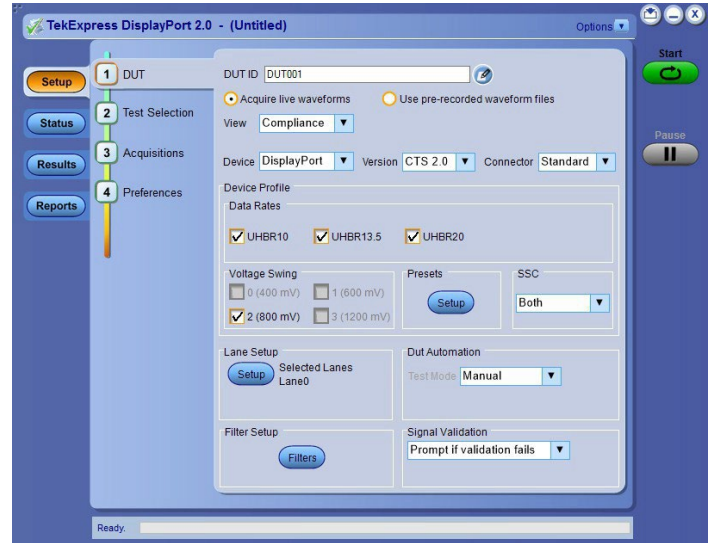 TekExpress DisplayPort 2.0 - (Untitled)
Options
Start
Setup
Status
Results
Reports
1 DUT
2 Test Selection
3 Acquisitions
4 Preferences
DUT ID DUT001
Acquire live waveforms Use pre-recorded waveform files
View Compliance
Pause
Device DisplayPort Version CTS 2.0 Connector Standard
Device Profile
Data Rates
UHBR10 UHBR13.5 UHBR20
Voltage Swing
0 (400 mV) 1 (600 mV)
2 (800 mV) 3 (1200 mV)
Presets
Setup
SSC
Both
Lane Setup
Setup Selected Lanes
Lane0
Dut Automation
Test Mode Manual
Filter Setup
Filters
Signal Validation
Prompt if validation fails
Ready.